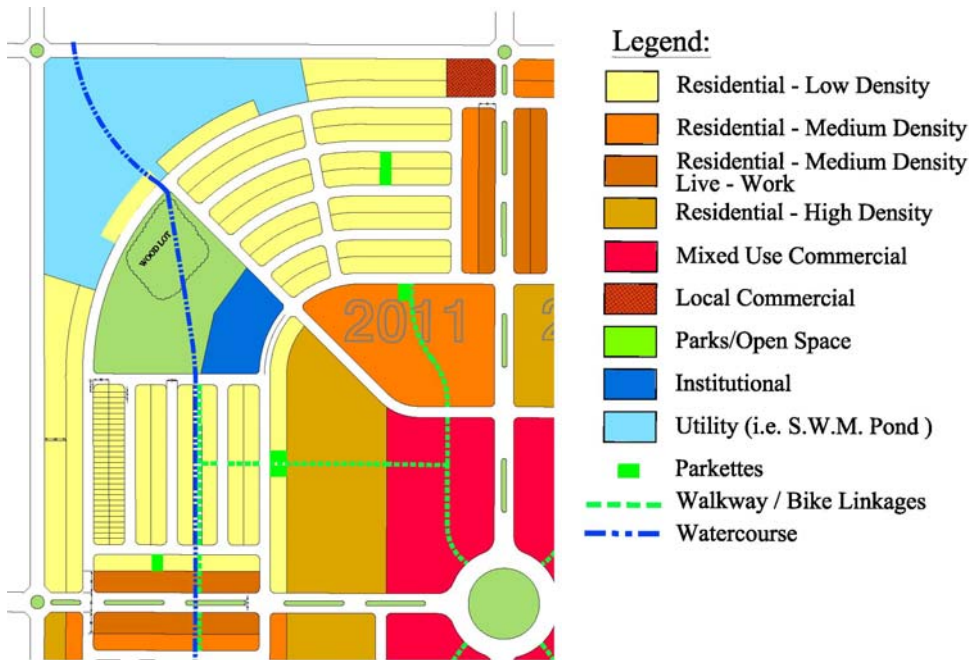 WOOD LOT
2011
2
Legend:
Residential - Low Density
Residential - Medium Density
Residential - Medium Density
Live - Work
Residential - High Density
Mixed Use Commercial
Local Commercial
Parks/Open Space
Institutional
Utility (i.e. S.W.M. Pond )
Parkettes
Walkway / Bike Linkages
Watercourse